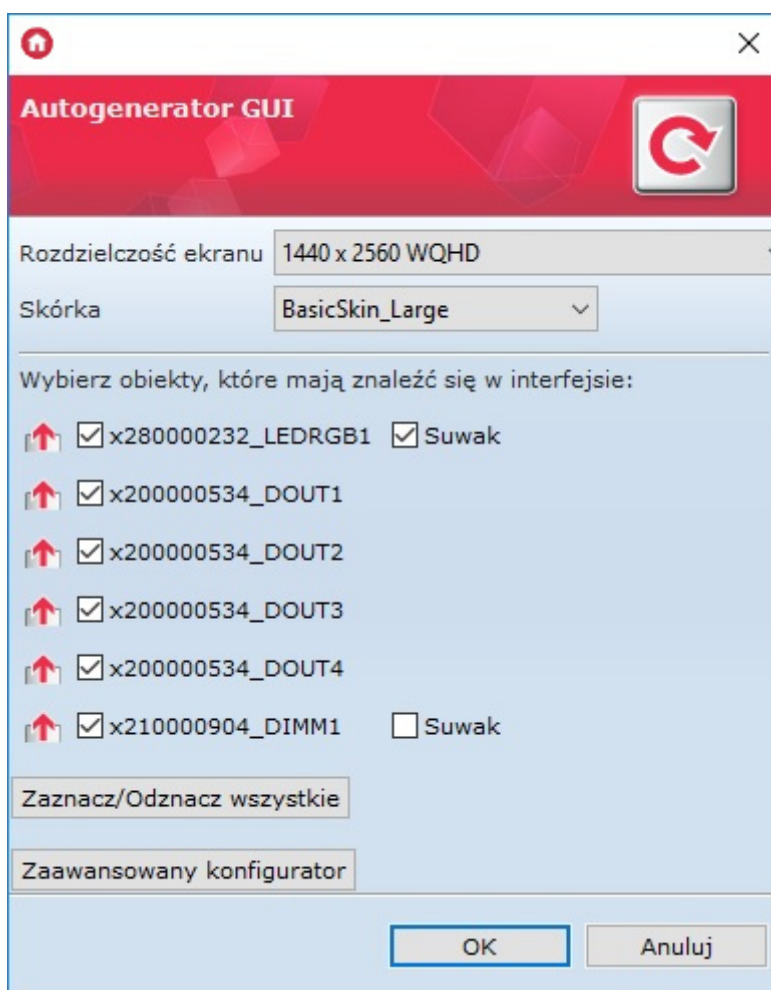 Autogenerator GUI
Rozdzielczość ekranu 1440 x 2560 WQHD
Skórka BasicSkin_Large
Wybierz obiekty, które mają znaleźć się w interfejsie:
x280000232_LEDRGB1 Suwak
x200000534_DOUT1
x200000534_DOUT2
x200000534_DOUT3
x200000534_DOUT4
x210000904_DIMM1 Suwak
Zaznacz/Odznacz wszystkie
Zaawansowany konfigurator
OK Anuluj